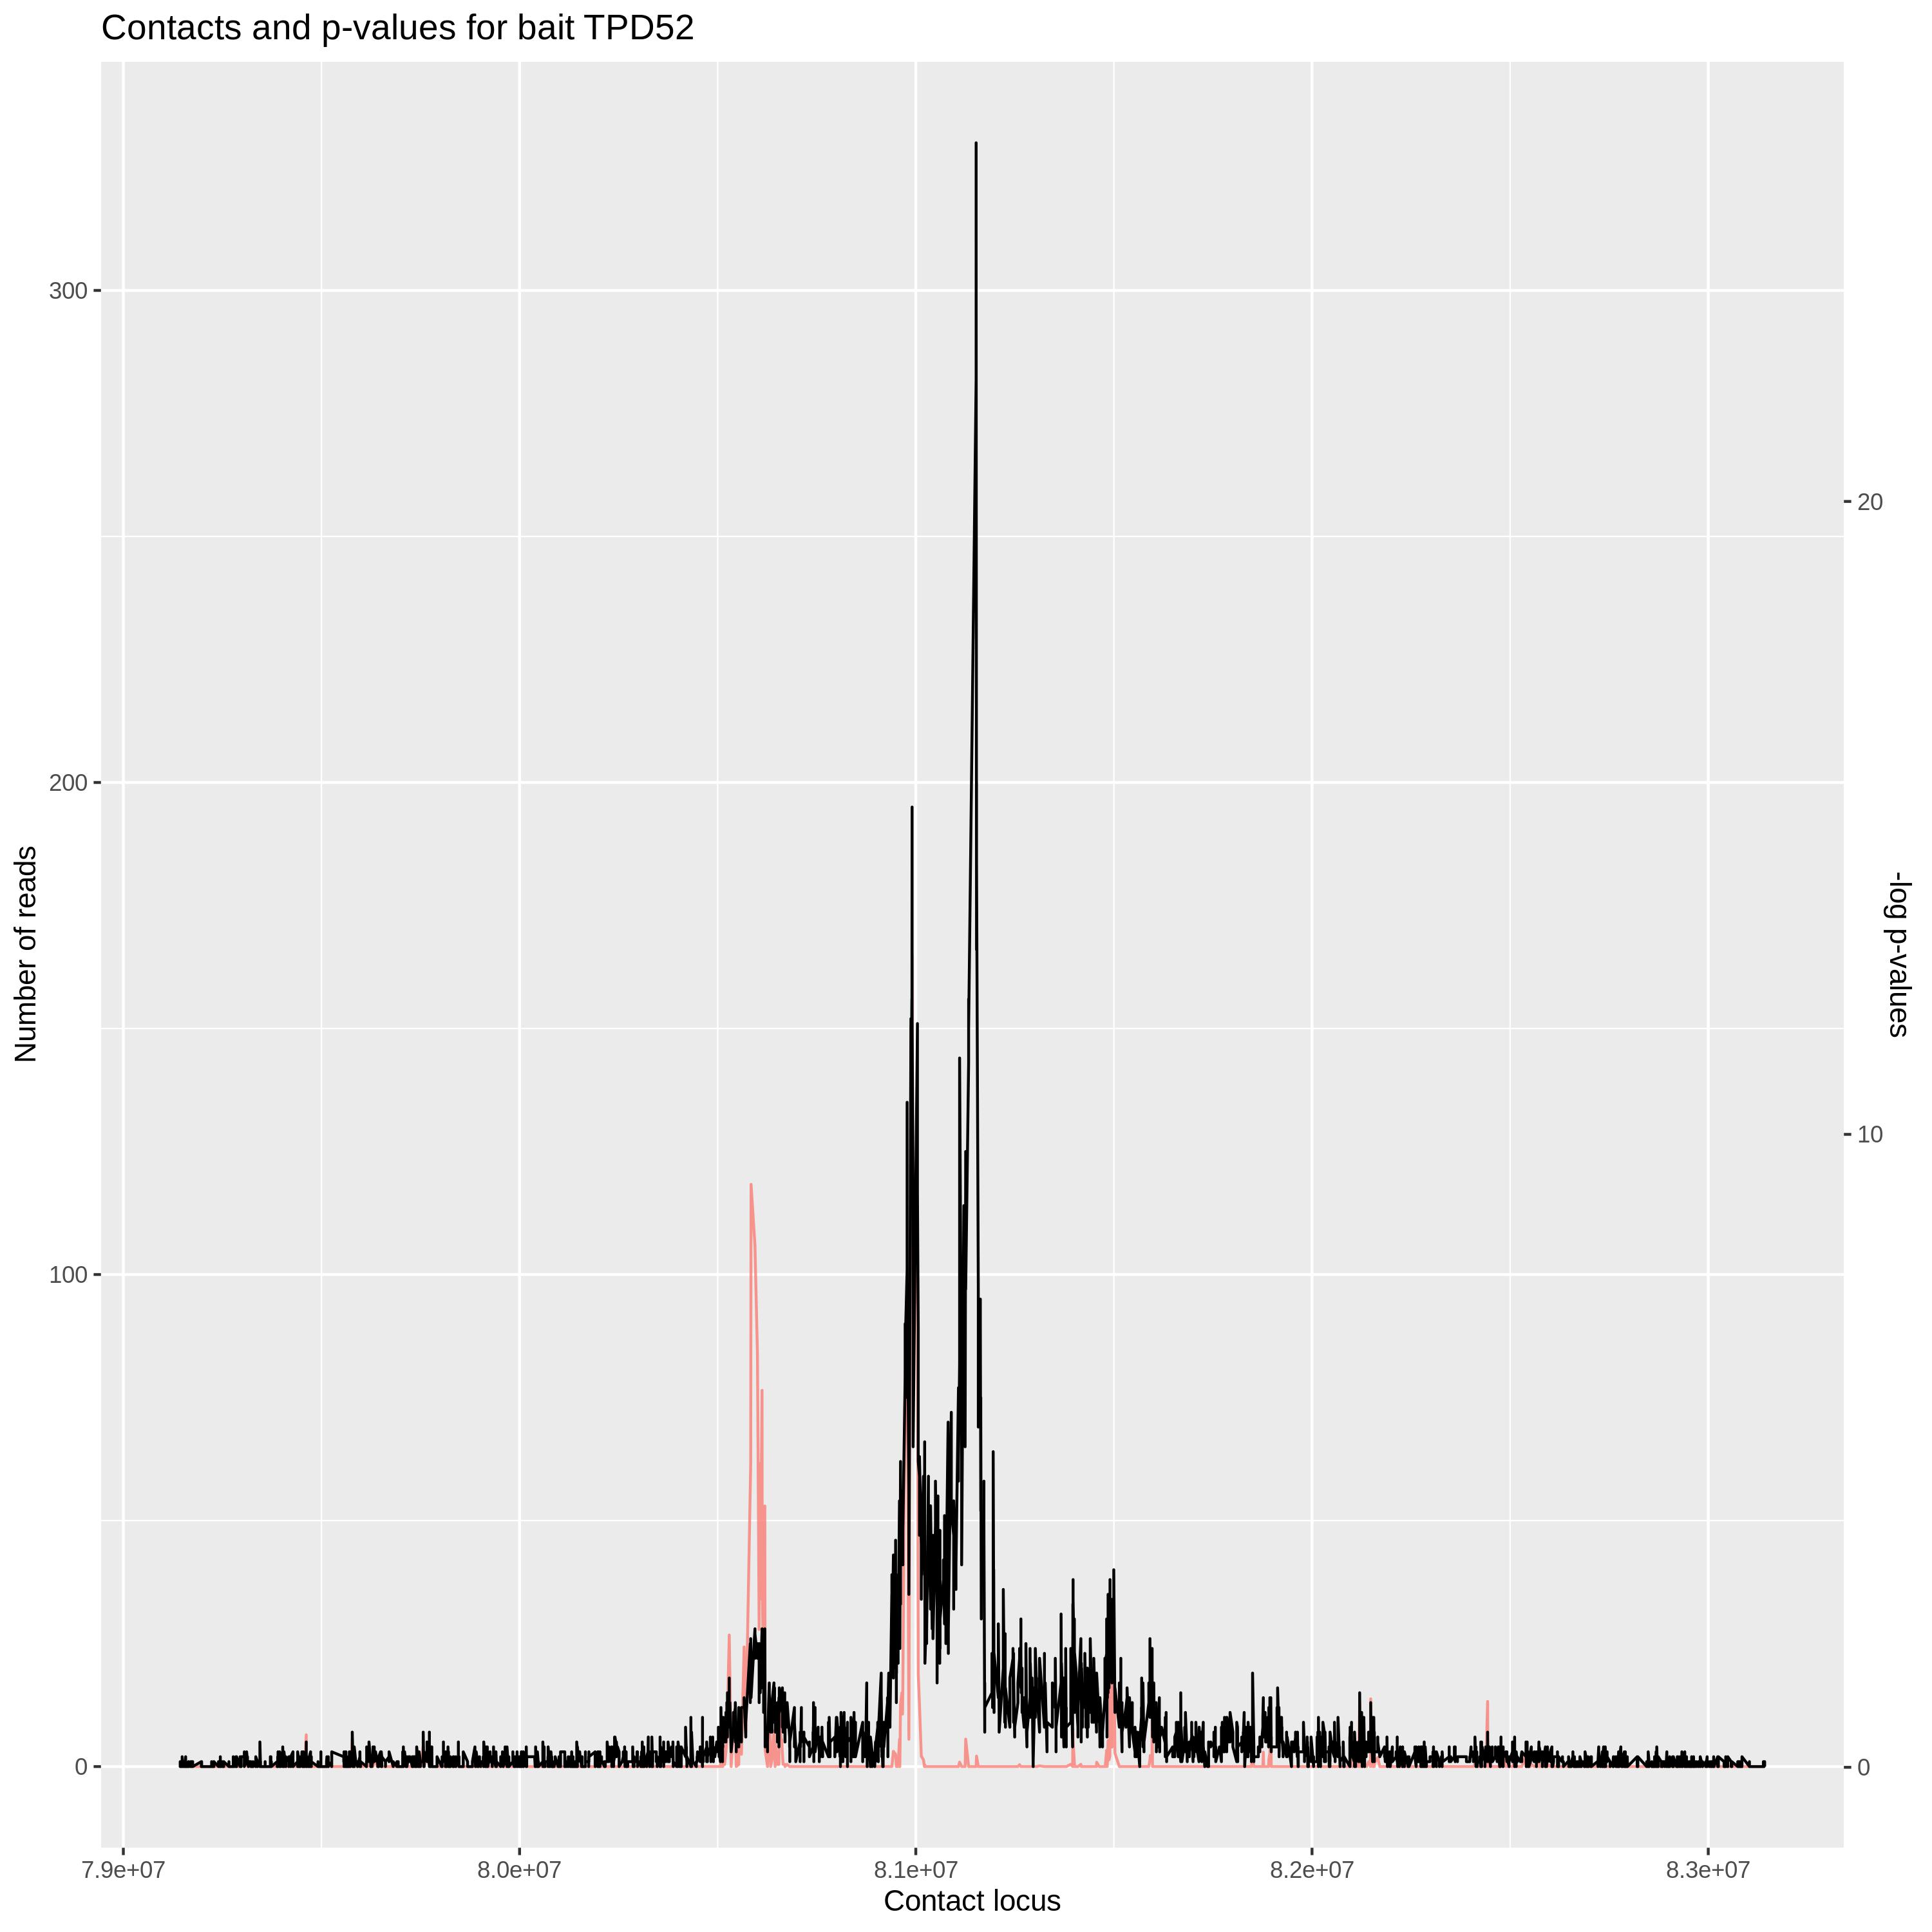 Contacts and p-values for bait TPD52
300
200
100
0
20
10
0
Number of reads
-log p-values
7.9e+07 8.0e+07 8.1e+07 8.2e+07 8.3e+07
Contact locus